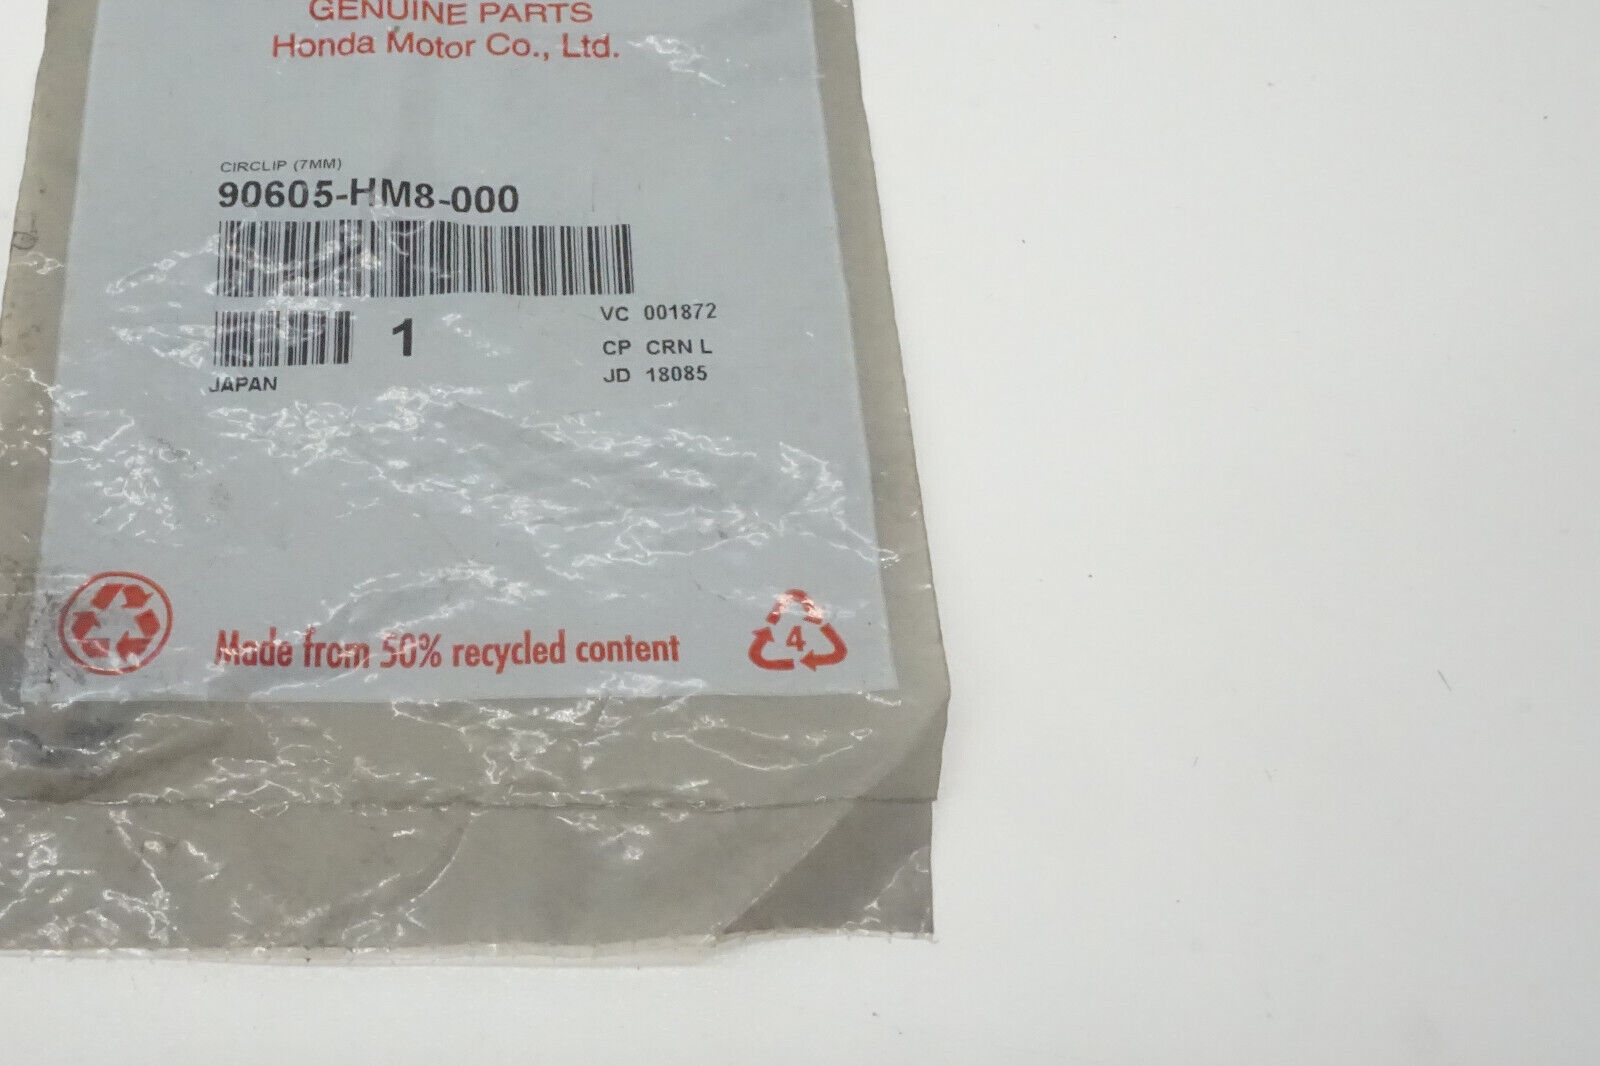 GENUINE PARTS
Honda Motor Co., Ltd.
CIRCLIP (7MM)
90605-HM8-000
1
VC 001872
CP CRN L
JAPAN
JD 18085
Made from 50% recycled content
4